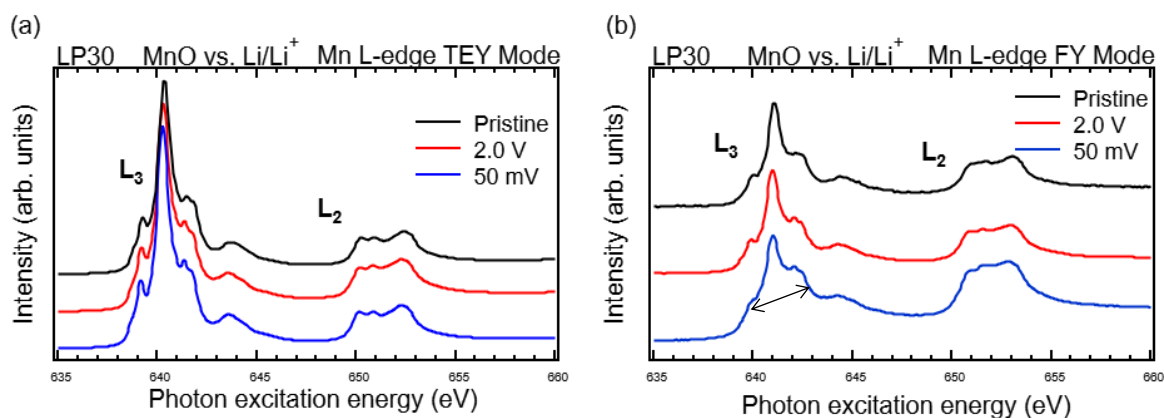 (a)
LP30 MnO vs. Li/Li⁺ Mn L-edge TEY Mode
Intensity (arb. units)
Pristine
2.0 V
50 mV
L₃
L₂
635 640 645 650 655 660
Photon excitation energy (eV)
(b)
LP30 MnO vs. Li/Li⁺ Mn L-edge FY Mode
Intensity (arb. units)
Pristine
2.0 V
50 mV
L₃
L₂
635 640 645 650 655 660
Photon excitation energy (eV)